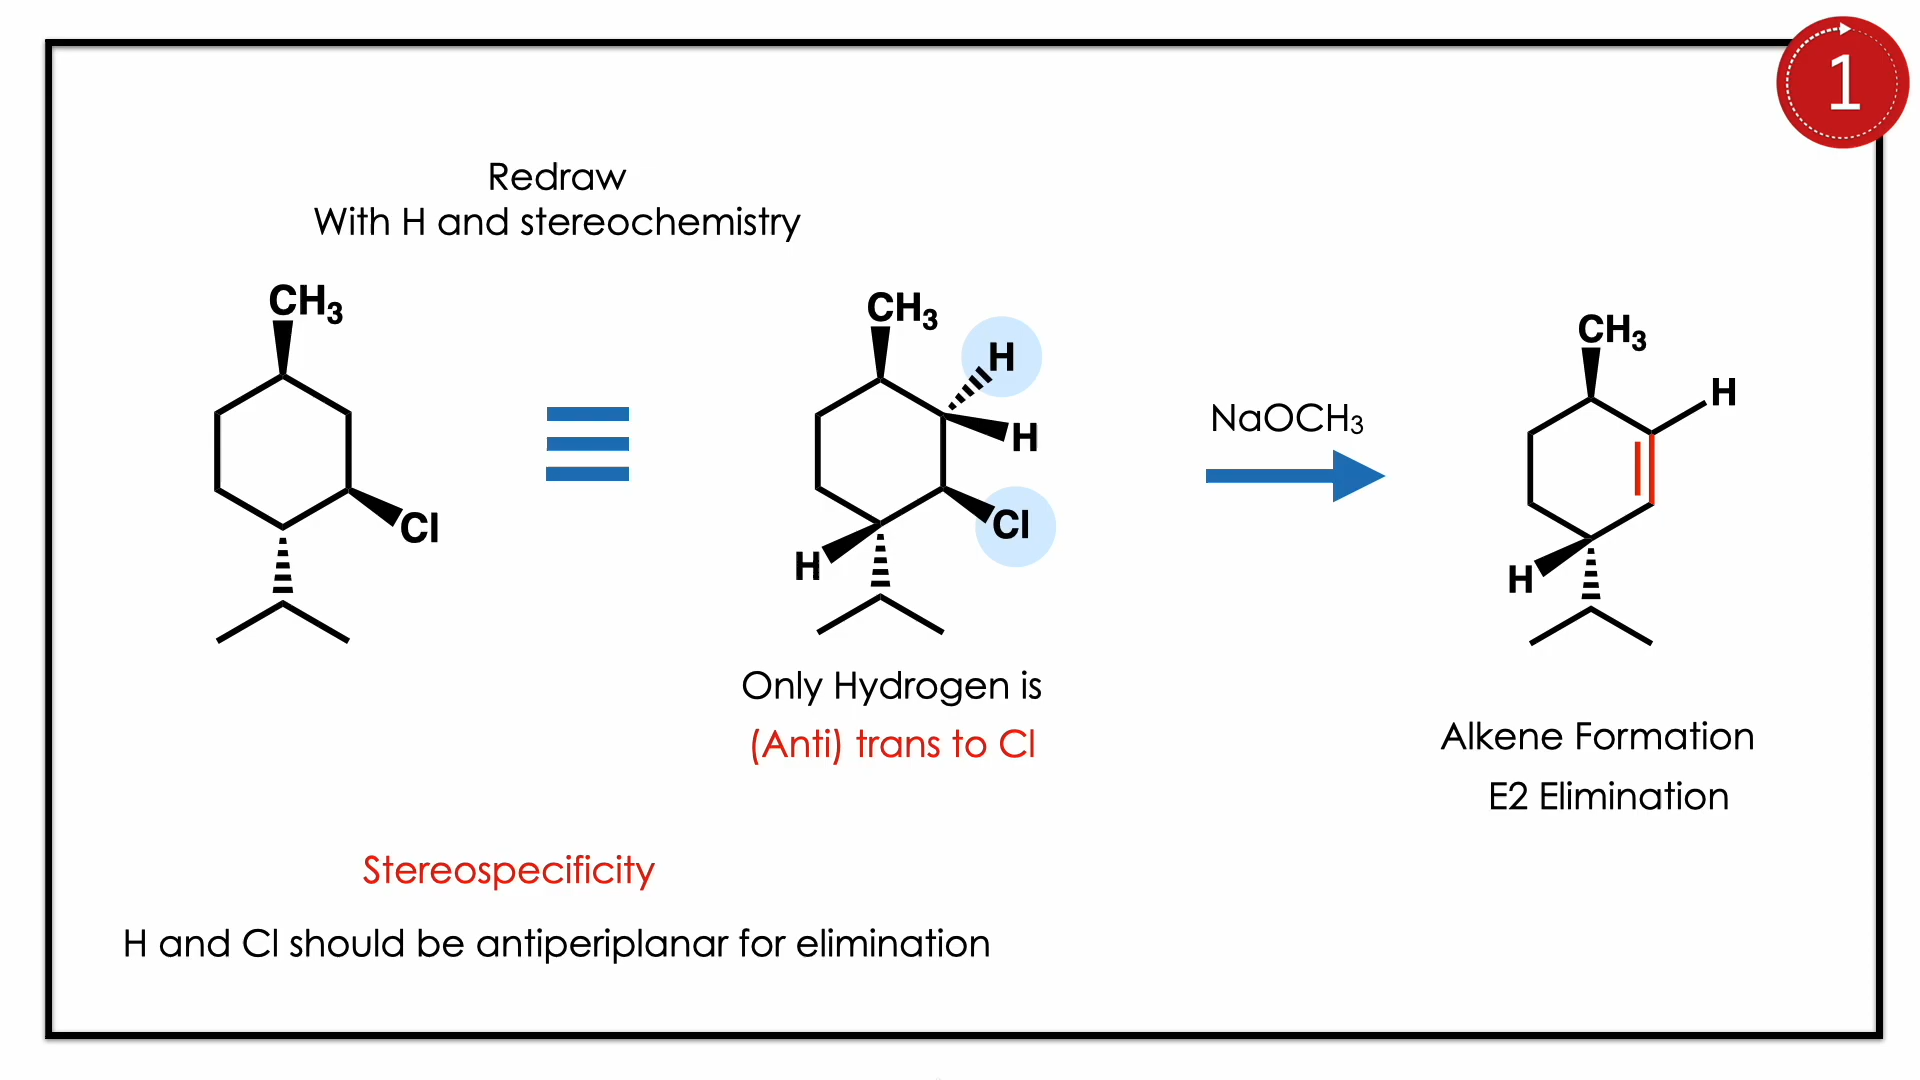 1
Redraw
With H and stereochemistry
CH₃
Cl
CH₃
H
H
Cl
H
NaOCH₃
CH₃
H
H
Only Hydrogen is
(Anti) trans to Cl
Alkene Formation
E2 Elimination
Stereospecificity
H and Cl should be antiperiplanar for elimination